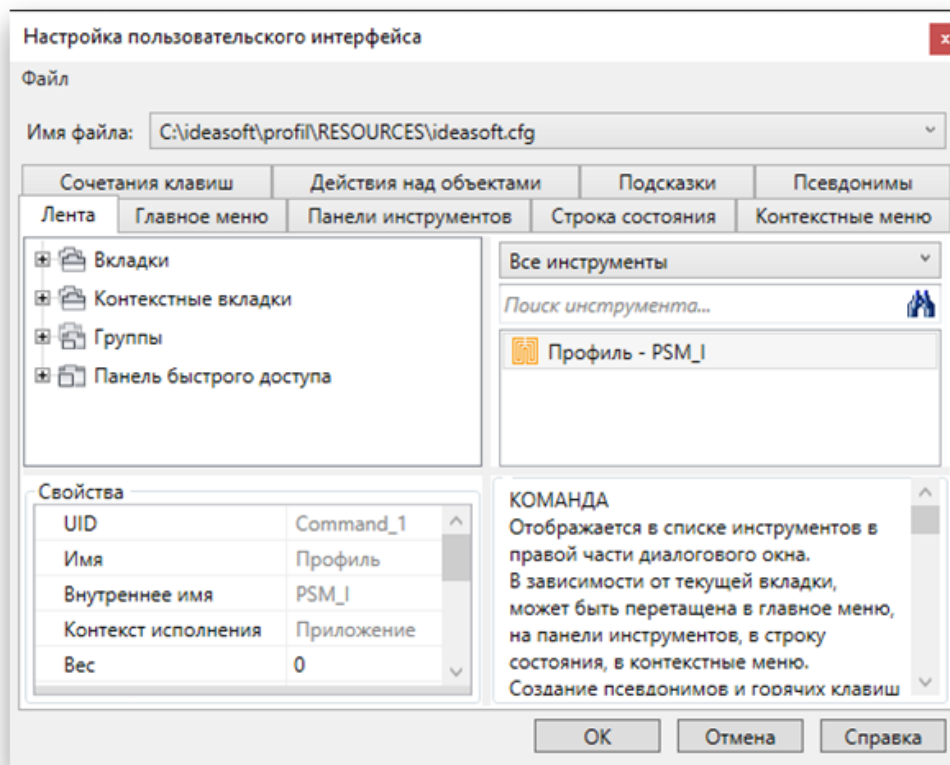 Настройка пользовательского интерфейса
x
Файл
Имя файла: C:\ideasoft\profil\RESOURCES\ideasoft.cfg
Сочетания клавиш Действия над объектами Подсказки Псевдонимы
Лента Главное меню Панели инструментов Строка состояния Контекстные меню
Вкладки
Контекстные вкладки
Группы
Панель быстрого доступа
Все инструменты
Поиск инструмента...
Профиль - PSM_I
Свойства
UID Command_1
Имя Профиль
Внутреннее имя PSM_I
Контекст исполнения Приложение
Вес 0
КОМАНДА
Отображается в списке инструментов в
правой части диалогового окна.
В зависимости от текущей вкладки,
может быть перетащена в главное меню,
на панели инструментов, в строку
состояния, в контекстные меню.
Создание псевдонимов и горячих клавиш
ОК Отмена Справка